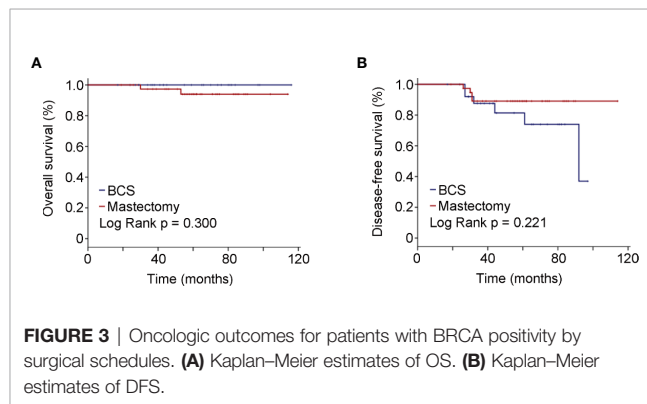 A
Overall survival (%)
1.0
0.8
0.6
0.4
0.2
0
BCS
Mastectomy
Log Rank p = 0.300
0 40 80 120
Time (months)
B
Disease-free survival (%)
1.0
0.8
0.6
0.4
0.2
0
BCS
Mastectomy
Log Rank p = 0.221
0 40 80 120
Time (months)
FIGURE 3 | Oncologic outcomes for patients with BRCA positivity by
surgical schedules. (A) Kaplan–Meier estimates of OS. (B) Kaplan–Meier
estimates of DFS.